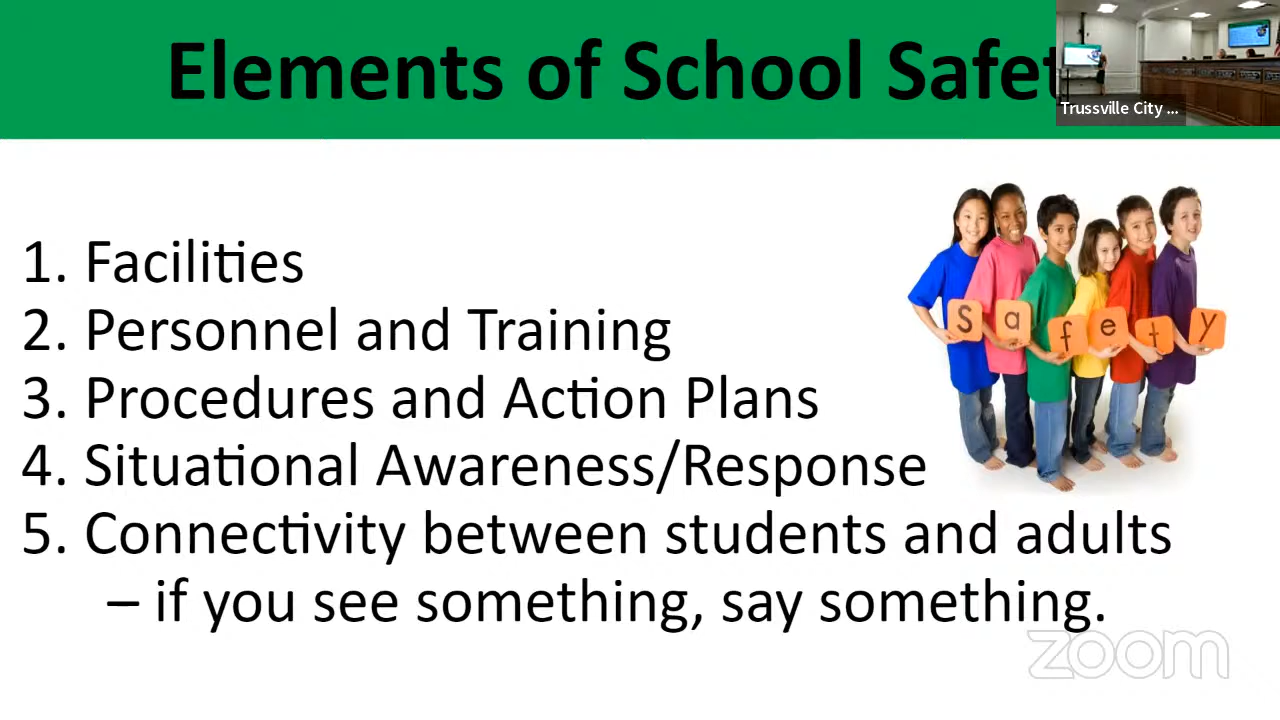 Elements of School Safet
Trussville City ...
1. Facilities
2. Personnel and Training
3. Procedures and Action Plans
4. Situational Awareness/Response
5. Connectivity between students and adults
– if you see something, say something.
S a f e t y
zoom